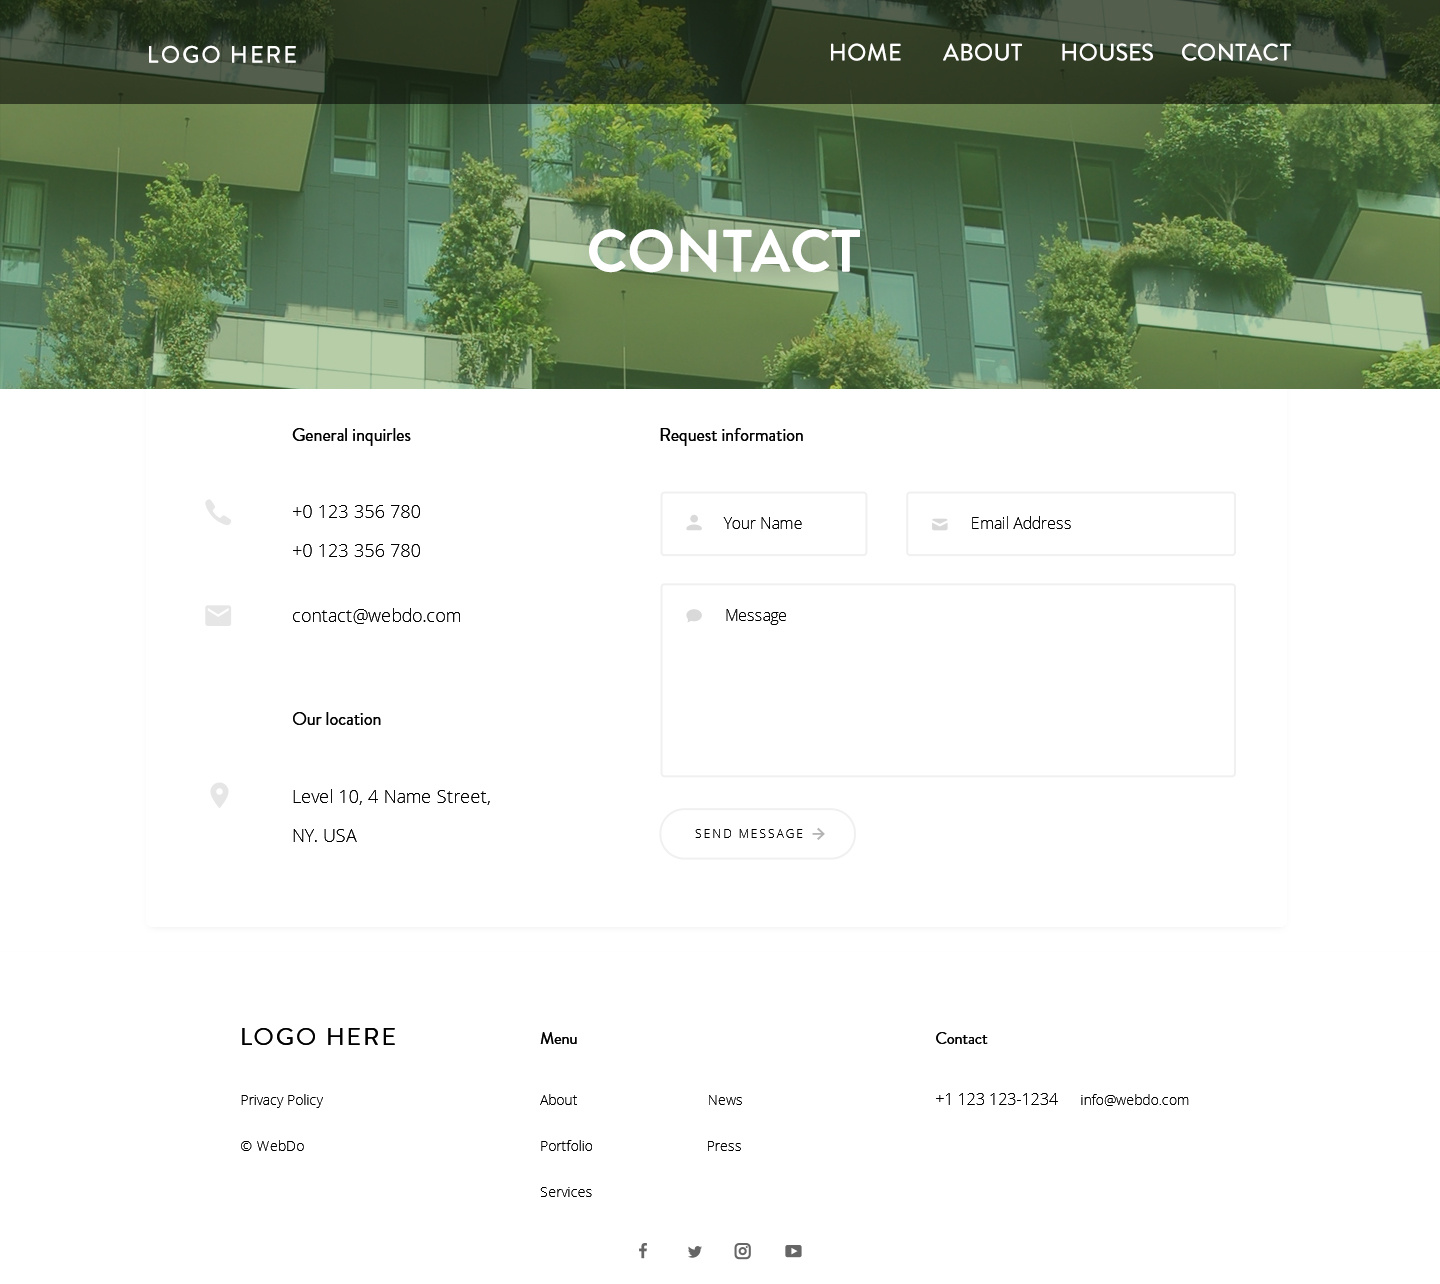 LOGO HERE
HOME
ABOUT
HOUSES
CONTACT
CONTACT
General inquirles
+0 123 356 780
+0 123 356 780
contact@webdo.com
Our location
Level 10, 4 Name Street,
NY. USA
Request information
Your Name
Email Address
Message
SEND MESSAGE
LOGO HERE
Privacy Policy
© WebDo
Menu
About
Portfolio
Services
News
Press
Contact
+1 123 123-1234
info@webdo.com